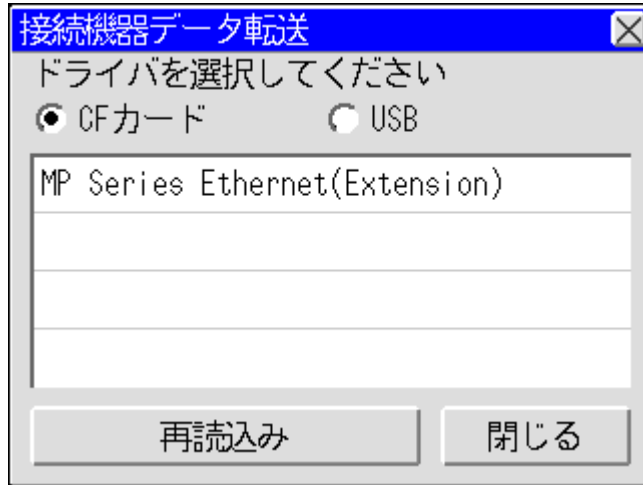 接続機器データ転送
ドライバを選択してください
CFカード USB
MP Series Ethernet(Extension)
再読込み 閉じる